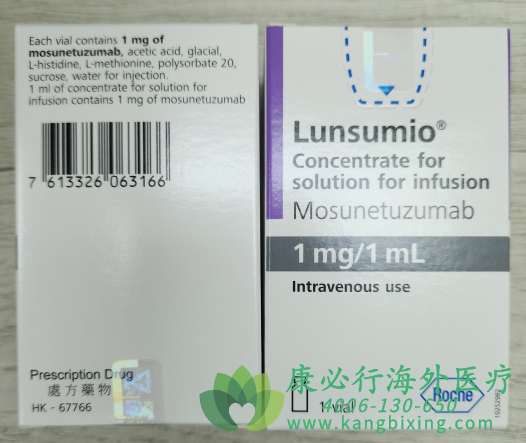 Each vial contains 1 mg of
mosunetuzumab, acetic acid, glacial,
L-histidine, L-methionine, polysorbate 20,
sucrose, water for injection.
1 ml of concentrate for solution for
infusion contains 1 mg of mosunetuzumab
7 613326 063166
Prescription Drug
處方藥物
HK - 67766
Lunsumio®
Concentrate for
solution for infusion
Mosunetuzumab
1 mg/1 mL
Intravenous use
1 vial
Roche
康必行海外医疗
4006-130-650
www.kangbixing.com